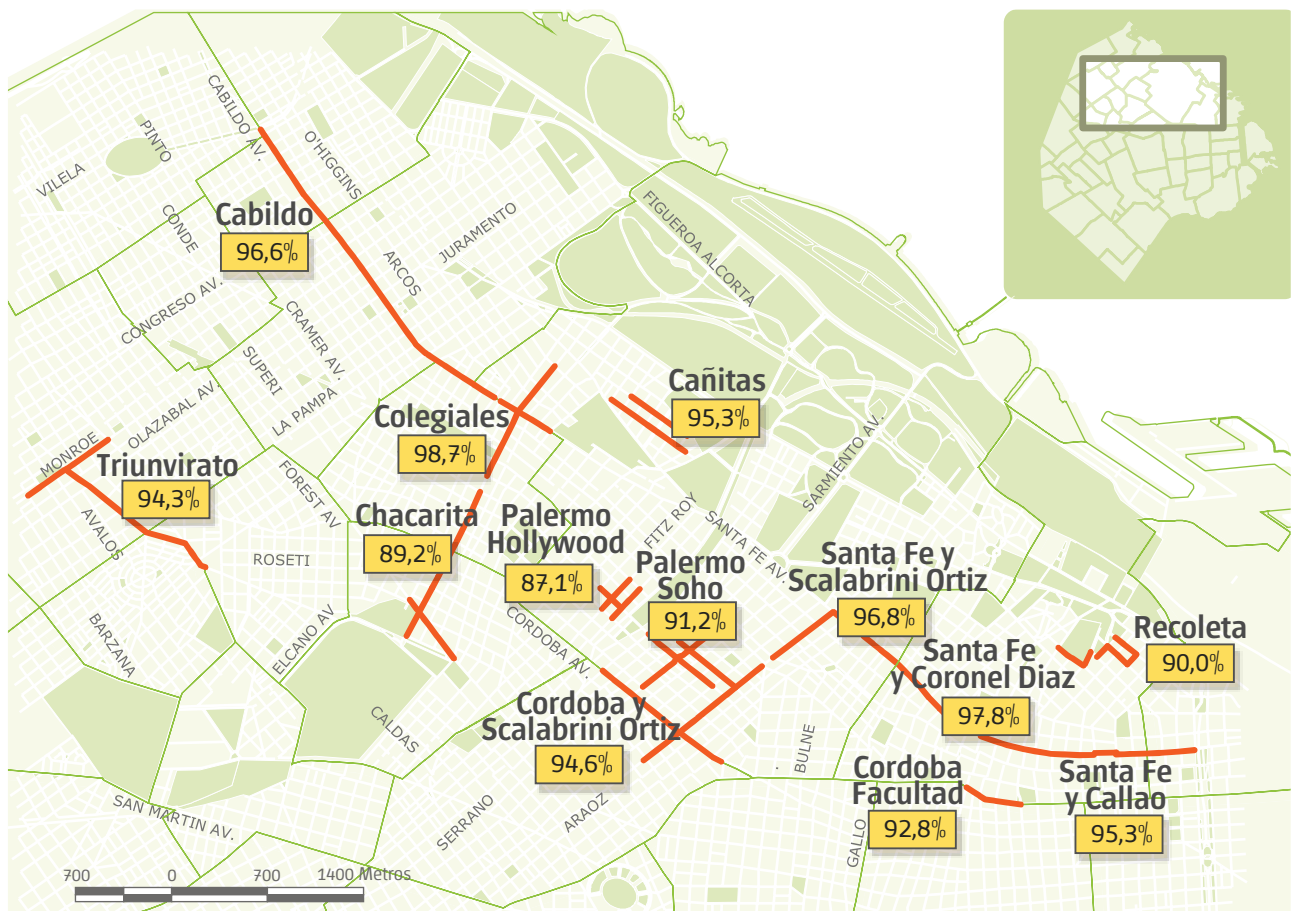 CABILDO AV.
O'HIGGINS
PINTO
VILELA
CONDE
Cabildo
96,6%
ARCOS
JURAMENTO
FIGUEROA ALCORTA
CONGRESO AV.
CRAMER AV.
SUPERI
LA PAMPA
OLAZABAL AV.
MONROE
Cañitas
95,3%
Colegiales
98,7%
SARMIENTO AV.
Triunvirato
94,3%
FOREST AV
AVALOS
ROSETI
Chacarita
89,2%
Palermo
Hollywood
87,1%
FITZ ROY
SANTA FE AV.
Palermo
Soho
91,2%
Santa Fe y
Scalabrini Ortiz
96,8%
BARZANA
ELCANO AV
CORDOBA AV.
Recoleta
90,0%
Santa Fe
y Coronel Diaz
97,8%
Cordoba y
Scalabrini Ortiz
94,6%
CALDAS
BULNE
Cordoba
Facultad
92,8%
Santa Fe
y Callao
95,3%
SAN MARTIN AV.
SERRANO
ARAOZ
GALLO
700 0 700 1400 Metros